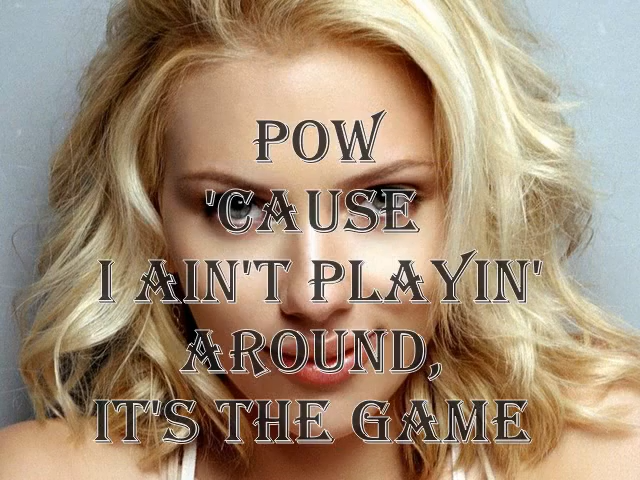 POW
'CAUSE
I AIN'T PLAYIN'
AROUND,
IT'S THE GAME